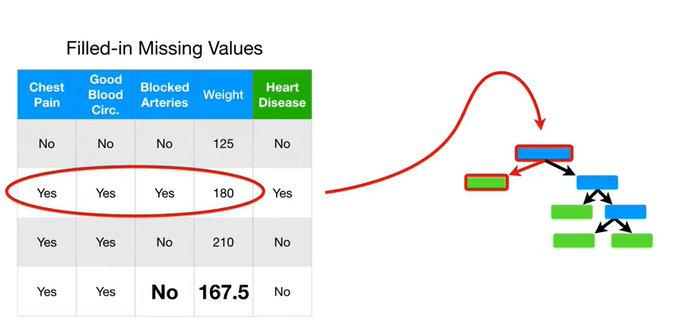 Filled-in Missing Values
Chest Pain Good Blood Circ. Blocked Arteries Weight Heart Disease
No No No 125 No
Yes Yes Yes 180 Yes
Yes Yes No 210 No
Yes Yes No 167.5 No